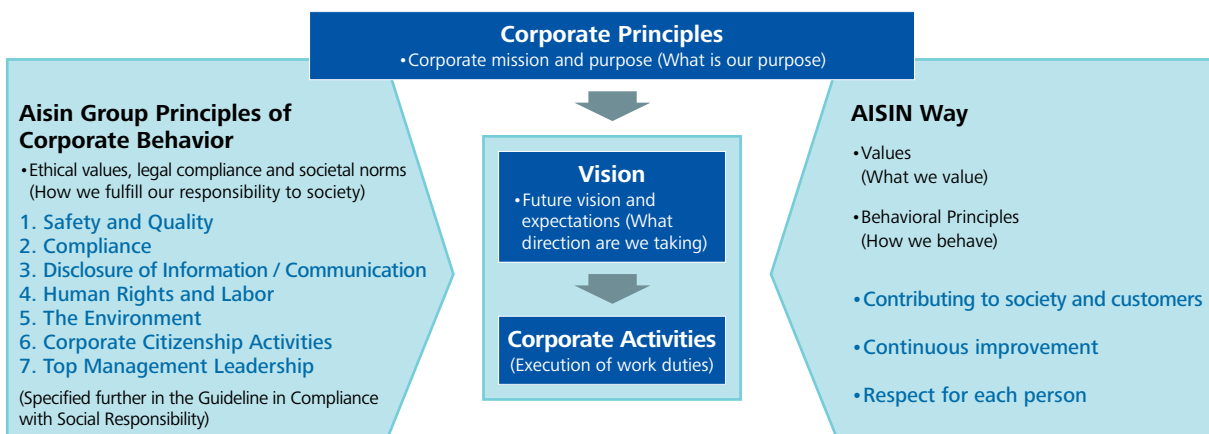 Corporate Principles
•Corporate mission and purpose (What is our purpose)
Aisin Group Principles of
Corporate Behavior
•Ethical values, legal compliance and societal norms
(How we fulfill our responsibility to society)
1. Safety and Quality
2. Compliance
3. Disclosure of Information / Communication
4. Human Rights and Labor
5. The Environment
6. Corporate Citizenship Activities
7. Top Management Leadership
(Specified further in the Guideline in Compliance
with Social Responsibility)
Vision
•Future vision and
expectations (What
direction are we taking)
Corporate Activities
(Execution of work duties)
AISIN Way
•Values
(What we value)
•Behavioral Principles
(How we behave)
•Contributing to society and customers
•Continuous improvement
•Respect for each person